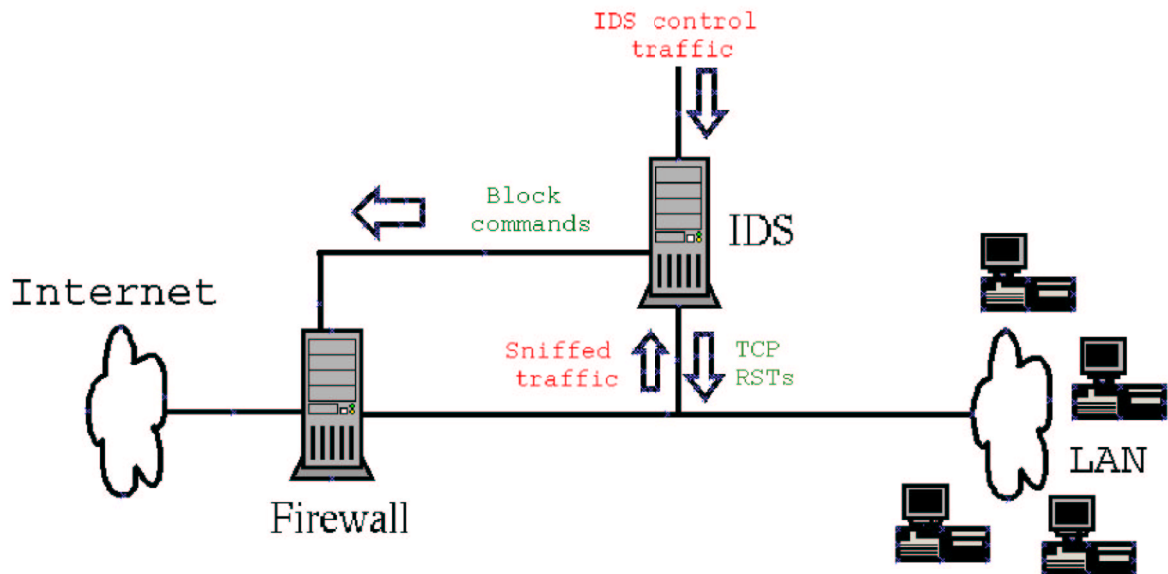 IDS control
traffic
Block
commands
IDS
Internet
Sniffed
traffic
TCP
RSTs
LAN
Firewall